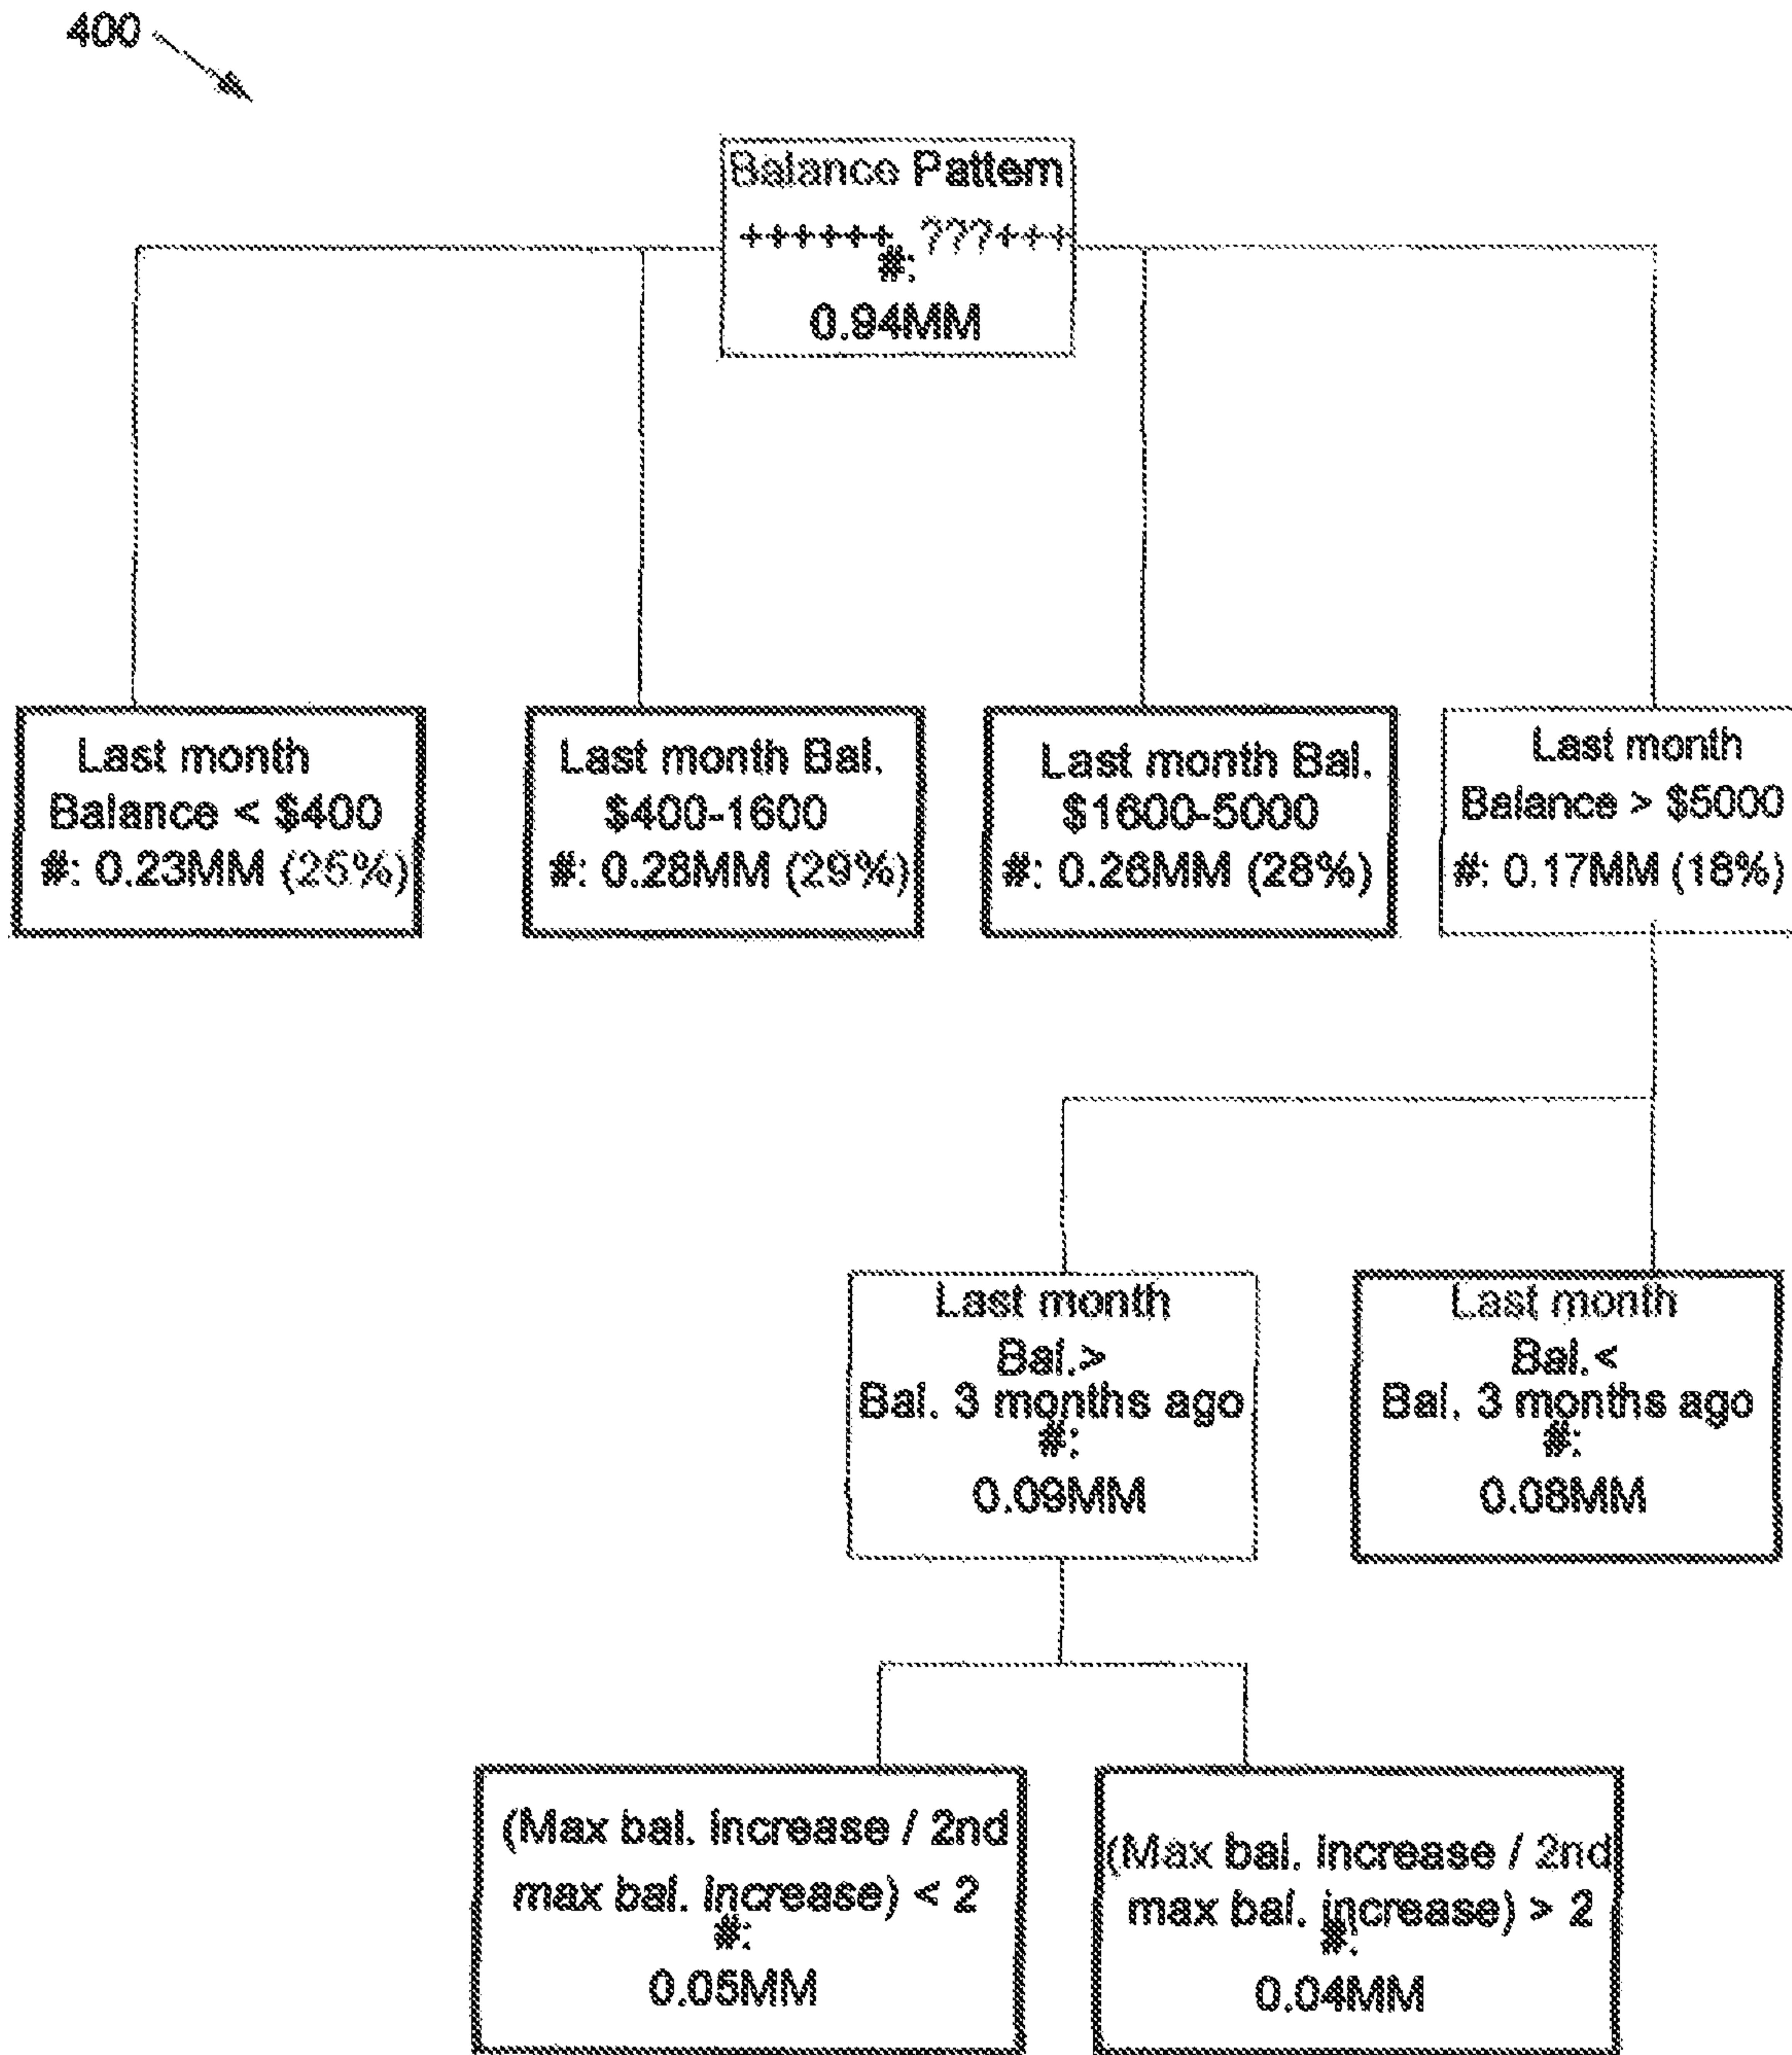 400
Balance Pattern
++++++, ???+++
#:
0.94MM
Last month
Balance < $400
#: 0.23MM (25%)
Last month Bal.
$400-1600
#: 0.28MM (29%)
Last month Bal.
$1600-5000
#: 0.26MM (28%)
Last month
Balance > $5000
#: 0.17MM (18%)
Last month
Bal.>
Bal. 3 months ago
#:
0.09MM
Last month
Bal.<
Bal. 3 months ago
#:
0.08MM
(Max bal. increase / 2nd
max bal. increase) < 2
#:
0.05MM
(Max bal. increase / 2nd
max bal. increase) > 2
#:
0.04MM